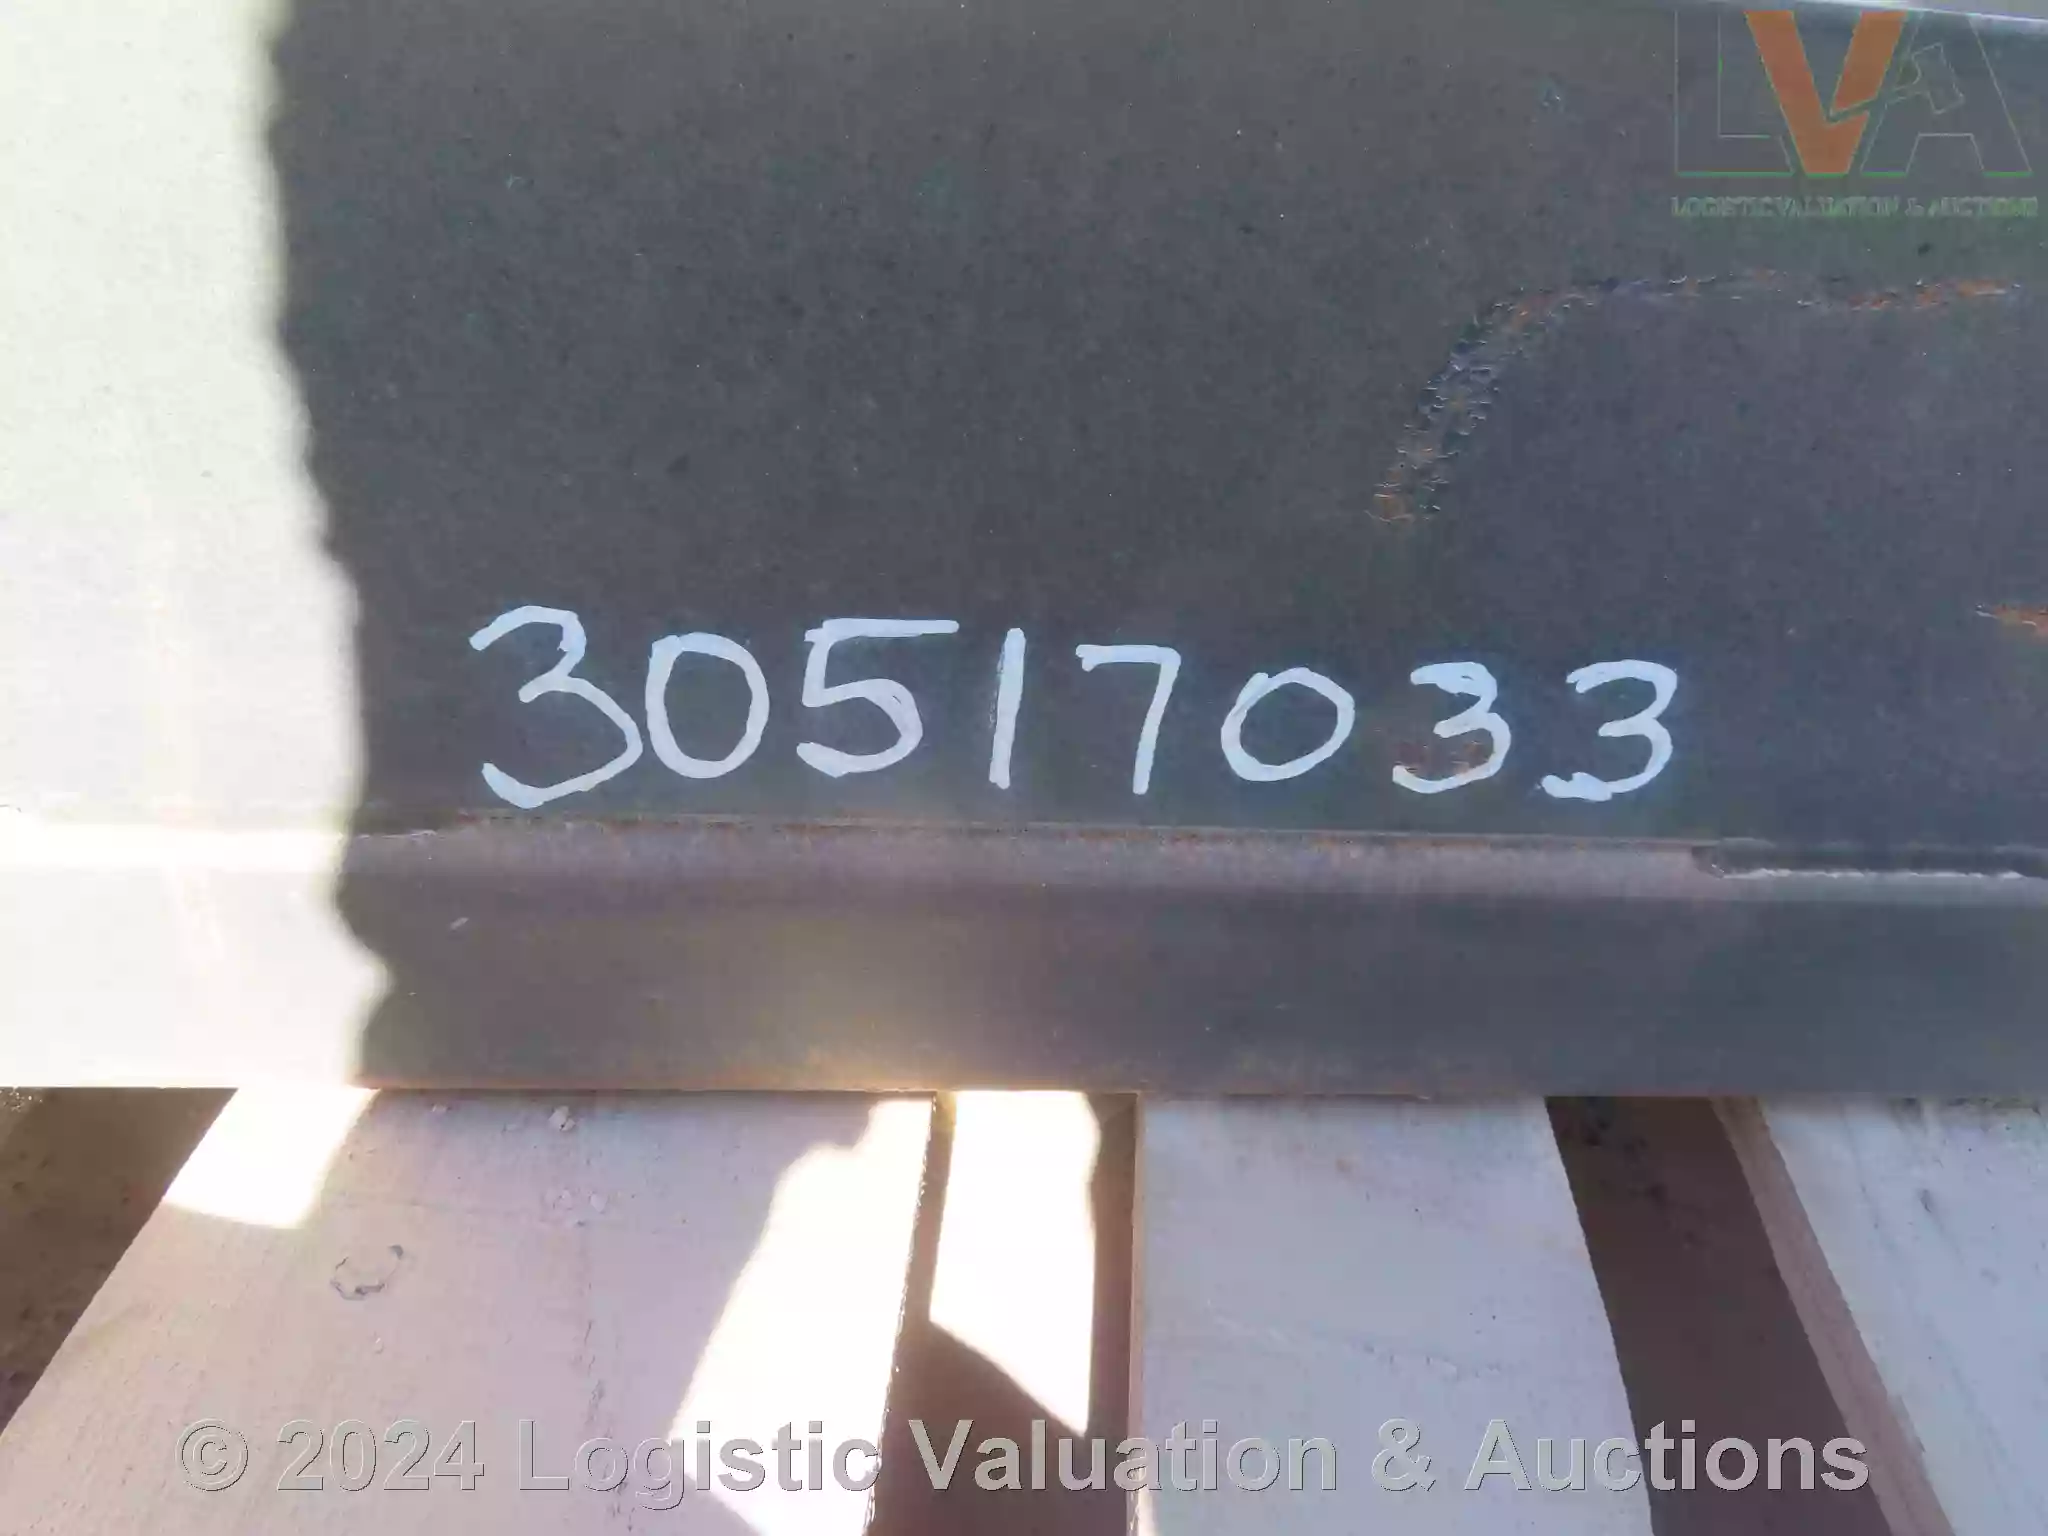 LVA
LOGISTIC VALUATION & AUCTIONS
30517033
© 2024 Logistic Valuation & Auctions